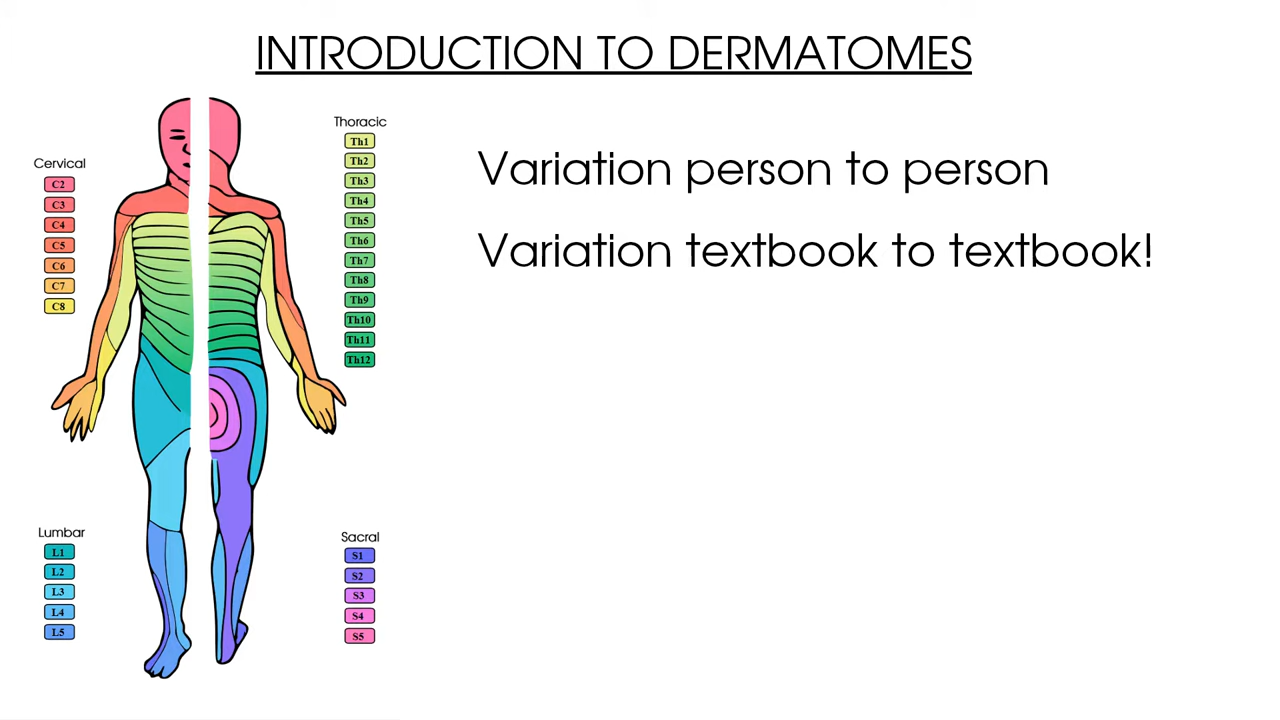 INTRODUCTION TO DERMATOMES
Cervical
C2
C3
C4
C5
C6
C7
C8
Thoracic
Th1
Th2
Th3
Th4
Th5
Th6
Th7
Th8
Th9
Th10
Th11
Th12
Variation person to person
Variation textbook to textbook!
Lumbar
L1
L2
L3
L4
L5
Sacral
S1
S2
S3
S4
S5